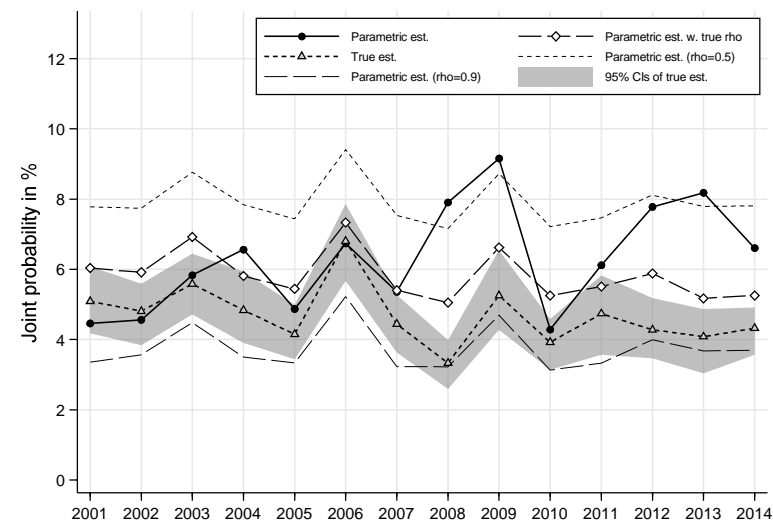 Parametric est.
Parametric est. w. true rho
True est.
Parametric est. (rho=0.5)
Parametric est. (rho=0.9)
95% CIs of true est.
Joint probability in %
12
10
8
6
4
2
0
2001 2002 2003 2004 2005 2006 2007 2008 2009 2010 2011 2012 2013 2014